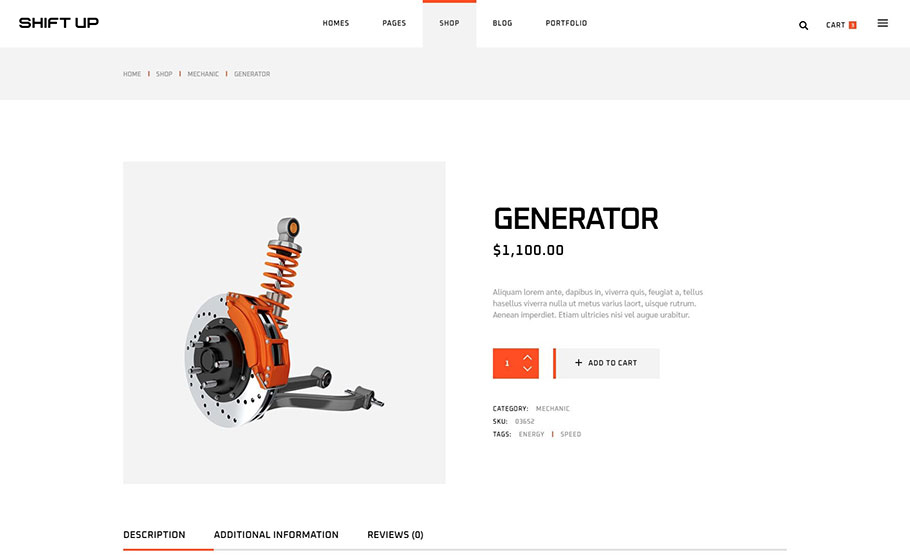 SHIFT UP
HOMES PAGES SHOP BLOG PORTFOLIO CART
HOME SHOP MECHANIC GENERATOR
GENERATOR
$1,100.00
Aliquam lorem ante, dapibus in, viverra quis, feugiat a, tellus
hasellus viverra nulla ut metus varius laort, uisque rutrum.
Aenean imperdiet. Etiam ultricies nisi vel augue urabitur.
1 + ADD TO CART
CATEGORY: MECHANIC
SKU: 03652
TAGS: ENERGY | SPEED
DESCRIPTION ADDITIONAL INFORMATION REVIEWS (0)